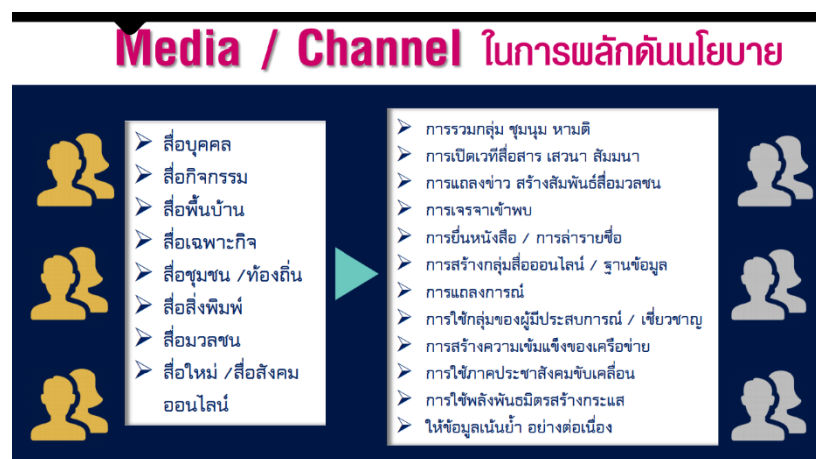 Media / Channel ในการผลักดันนโยบาย
สื่อบุคคล
สื่อกิจกรรม
สื่อพื้นบ้าน
สื่อเฉพาะกิจ
สื่อชุมชน /ท้องถิ่น
สื่อสิ่งพิมพ์
สื่อมวลชน
สื่อใหม่ /สื่อสังคม
ออนไลน์
การรวมกลุ่ม ชุมนุม หามติ
การเปิดเวทีสื่อสาร เสวนา สัมมนา
การแถลงข่าว สร้างสัมพันธ์สื่อมวลชน
การเจรจาเข้าพบ
การยื่นหนังสือ / การล่ารายชื่อ
การสร้างกลุ่มสื่อออนไลน์ / ฐานข้อมูล
การแถลงการณ์
การใช้กลุ่มของผู้มีประสบการณ์ / เชี่ยวชาญ
การสร้างความเข้มแข็งของเครือข่าย
การใช้ภาคประชาสังคมขับเคลื่อน
การใช้พลังพันธมิตรสร้างกระแส
ให้ข้อมูลเน้นย้ำ อย่างต่อเนื่อง